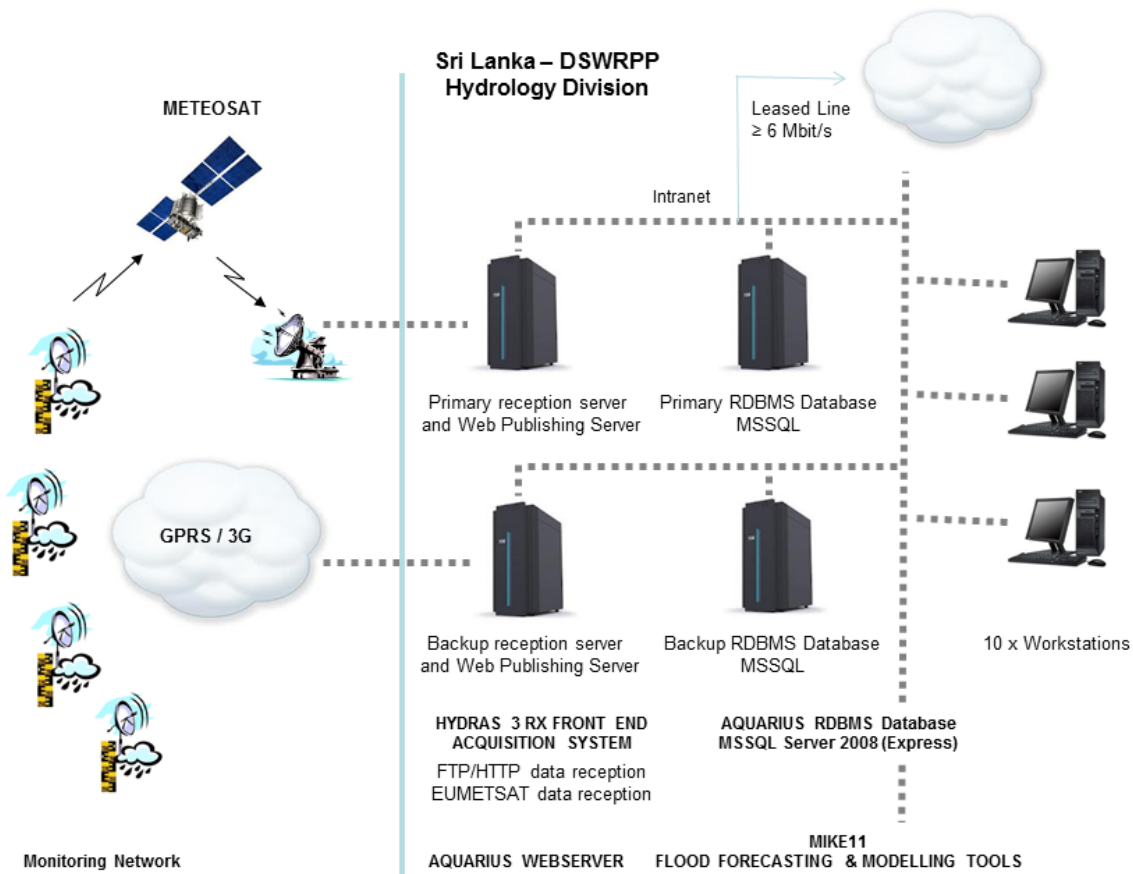 Sri Lanka – DSWRPP
Hydrology Division
METEOSAT
Leased Line
≥ 6 Mbit/s
Intranet
Primary reception server
and Web Publishing Server
Primary RDBMS Database
MSSQL
GPRS / 3G
Backup reception server
and Web Publishing Server
Backup RDBMS Database
MSSQL
10 x Workstations
HYDRAS 3 RX FRONT END
ACQUISITION SYSTEM
FTP/HTTP data reception
EUMETSAT data reception
AQUARIUS RDBMS Database
MSSQL Server 2008 (Express)
Monitoring Network
AQUARIUS WEBSERVER
MIKE11
FLOOD FORECASTING & MODELLING TOOLS